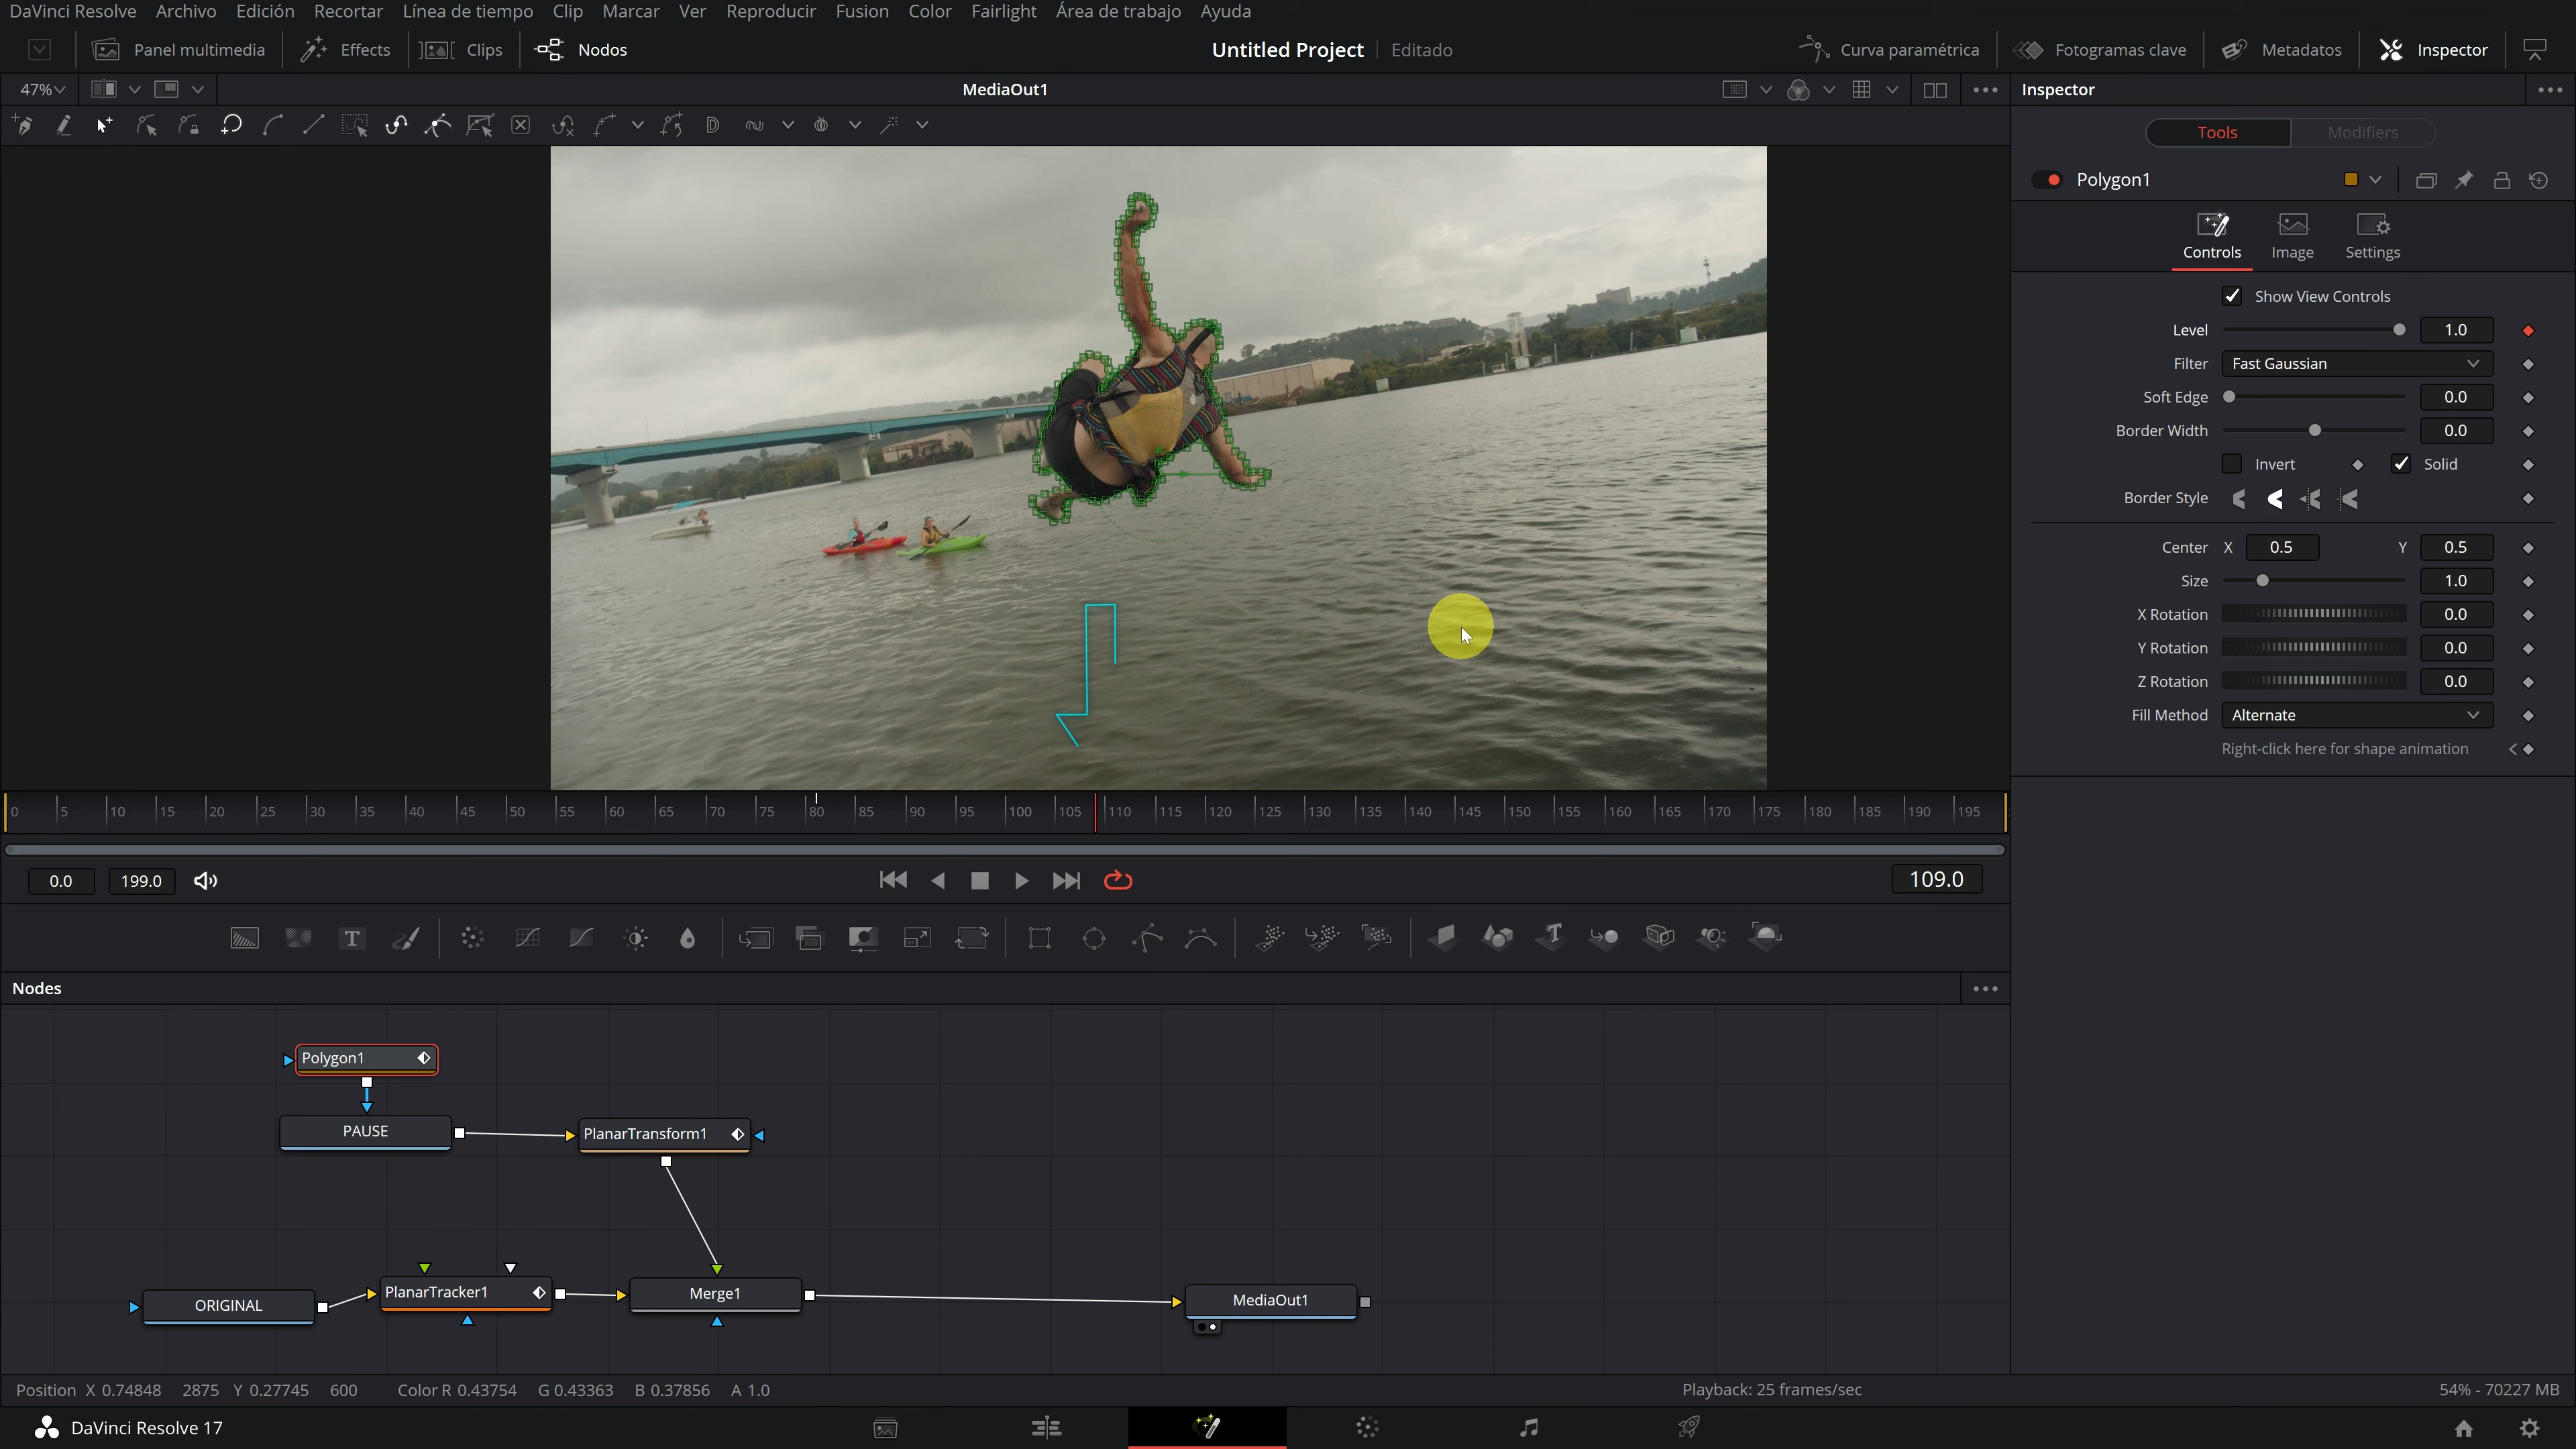 DaVinci Resolve Archivo Edición Recortar Línea de tiempo Clip Marcar Ver Reproducir Fusion Color Fairlight Área de trabajo Ayuda
Panel multimedia Effects Clips Nodos Untitled Project Editado Curva paramétrica Fotogramas clave Metadatos Inspector
47% MediaOut1 Inspector
Tools Modifiers
Polygon1
Controls Image Settings
Show View Controls
Level 1.0
Filter Fast Gaussian
Soft Edge 0.0
Border Width 0.0
Invert Solid
Border Style
Center X 0.5 Y 0.5
Size 1.0
X Rotation 0.0
Y Rotation 0.0
Z Rotation 0.0
Fill Method Alternate
Right-click here for shape animation
0 5 10 15 20 25 30 35 40 45 50 55 60 65 70 75 80 85 90 95 100 105 110 115 120 125 130 135 140 145 150 155 160 165 170 175 180 185 190 195
0.0 199.0 109.0
Nodes
Polygon1
PAUSE PlanarTransform1
ORIGINAL PlanarTracker1 Merge1 MediaOut1
Position X 0.74848 2875 Y 0.27745 600 Color R 0.43754 G 0.43363 B 0.37856 A 1.0 Playback: 25 frames/sec 54% - 70227 MB
DaVinci Resolve 17